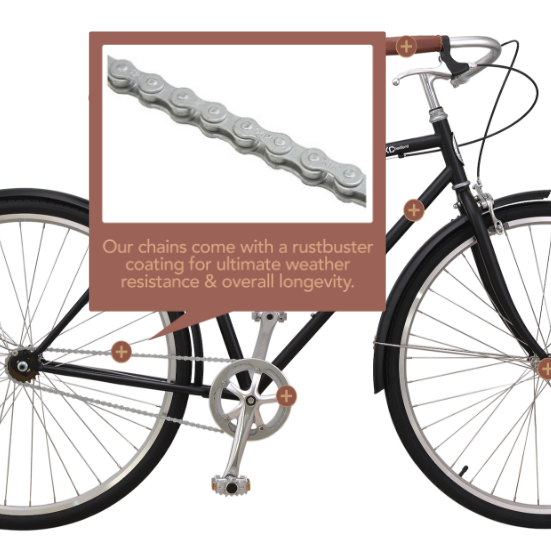 Our chains come with a rustbuster
coating for ultimate weather
resistance & overall longevity.